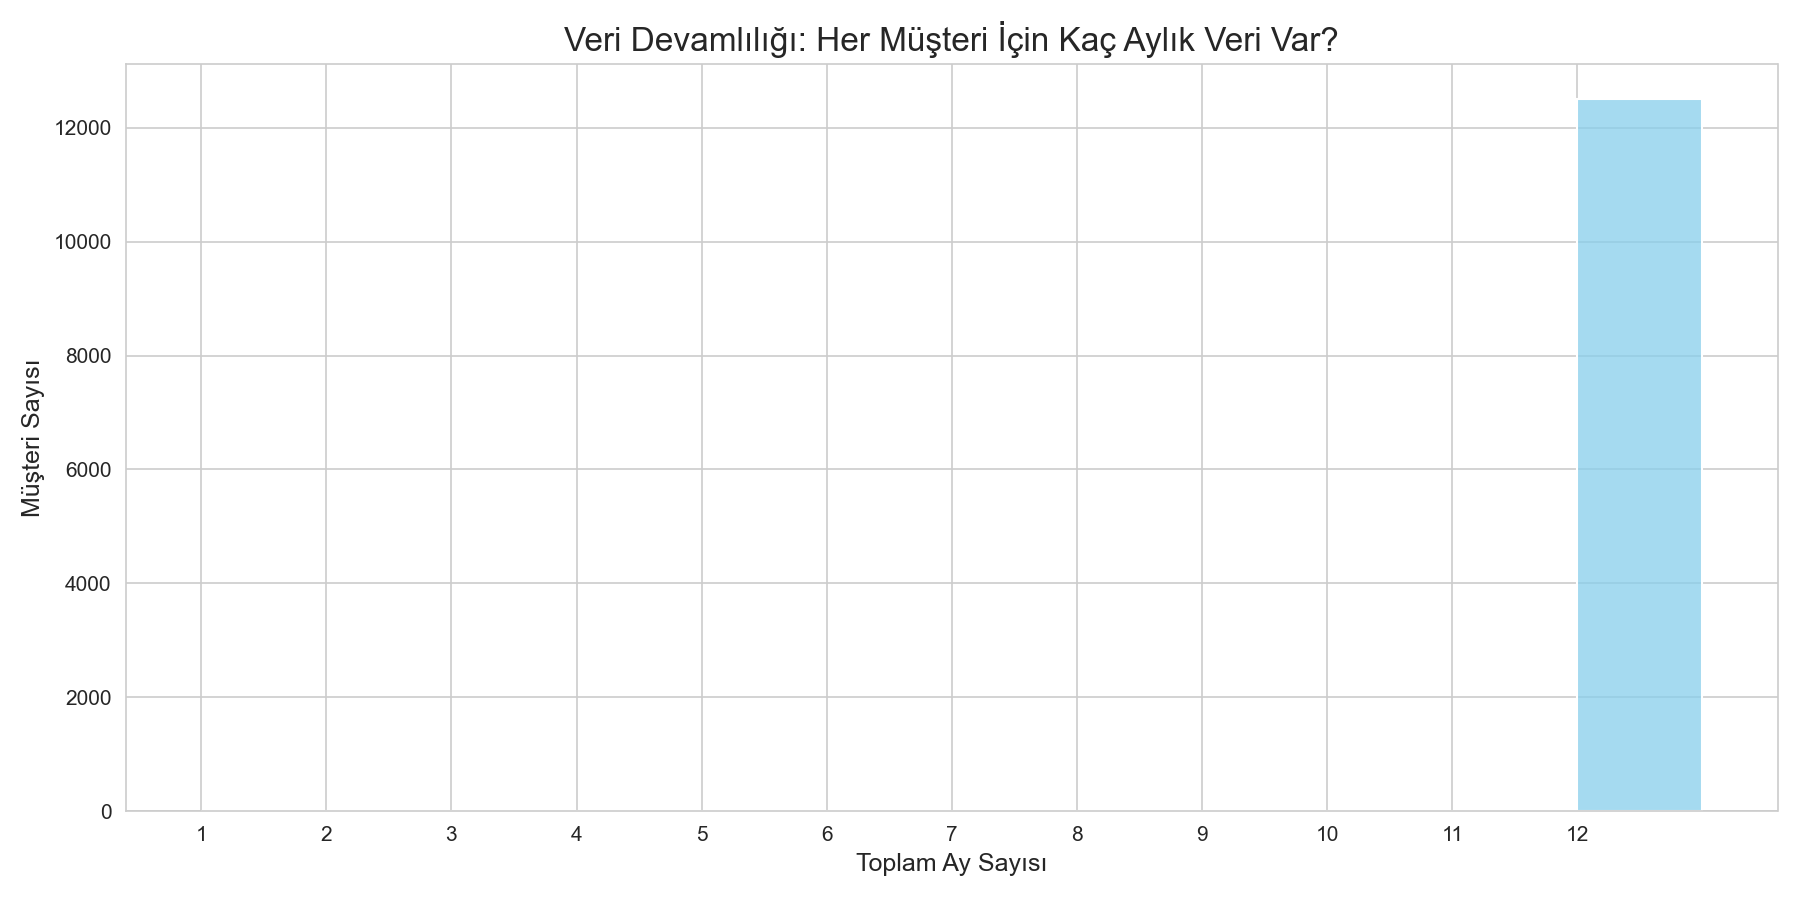 Veri Devamlılığı: Her Müşteri İçin Kaç Aylık Veri Var?
Müşteri Sayısı
12000
10000
8000
6000
4000
2000
0
1 2 3 4 5 6 7 8 9 10 11 12
Toplam Ay Sayısı